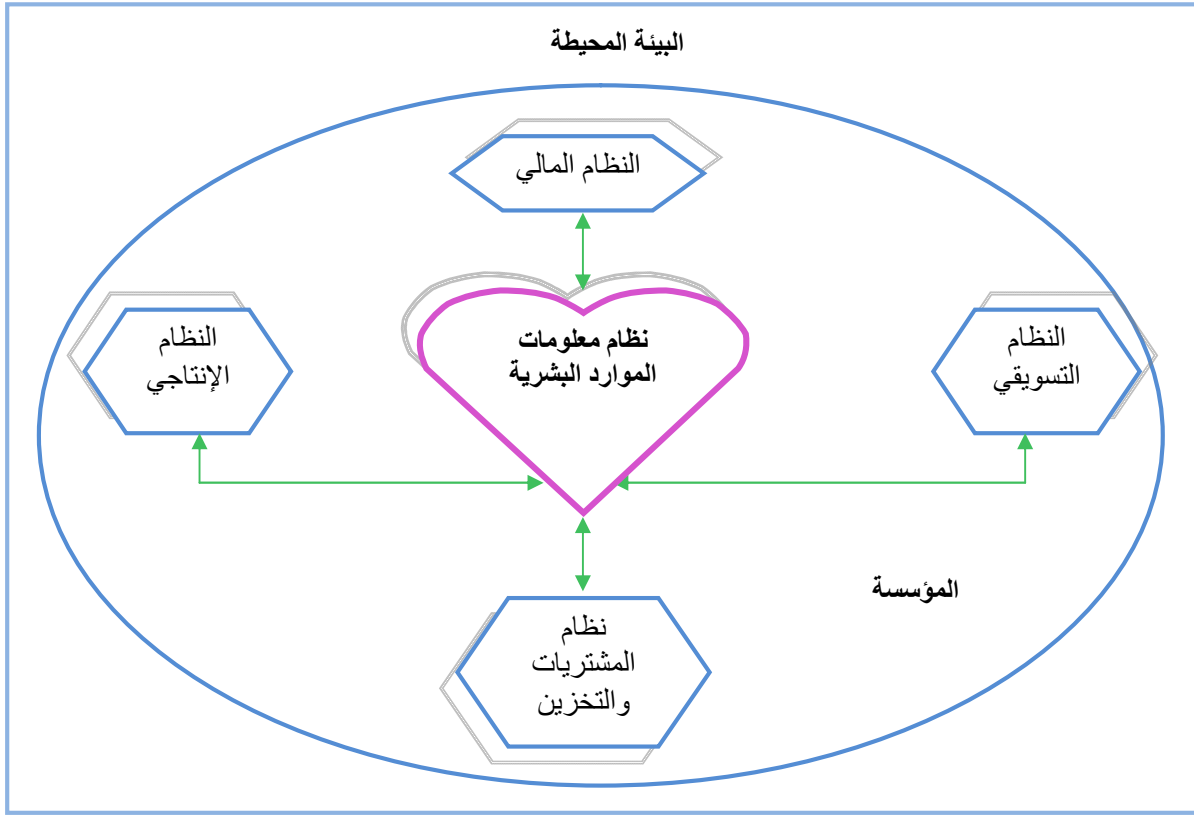 البيئة المحيطة
النظام المالي
نظام معلومات
الموارد البشرية
النظام
التسويقي
النظام
الإنتاجي
المؤسسة
نظام
المشتريات
والتخزين